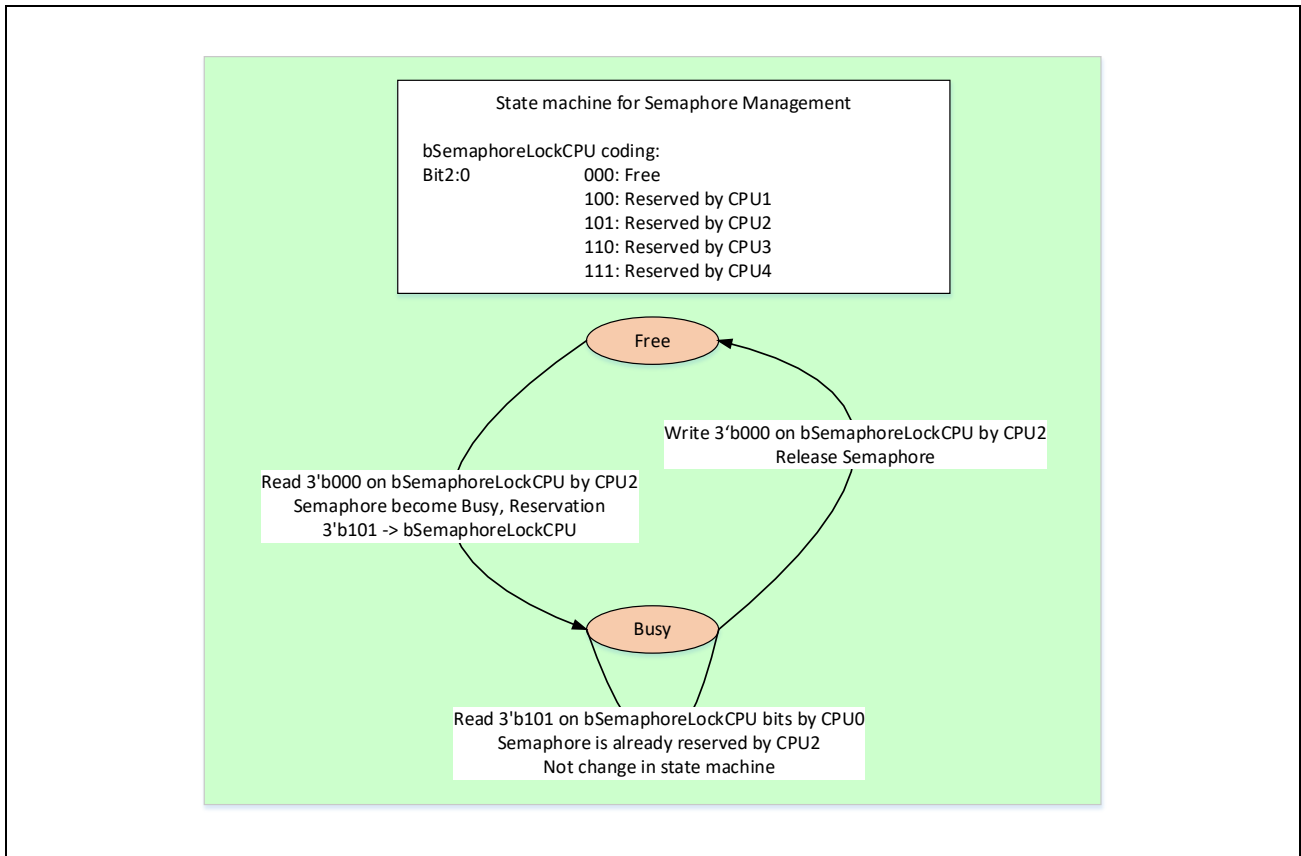 State machine for Semaphore Management
bSemaphoreLockCPU coding:
Bit2:0 000: Free
100: Reserved by CPU1
101: Reserved by CPU2
110: Reserved by CPU3
111: Reserved by CPU4
Free
Write 3‘b000 on bSemaphoreLockCPU by CPU2
Release Semaphore
Read 3'b000 on bSemaphoreLockCPU by CPU2
Semaphore become Busy, Reservation
3'b101 -> bSemaphoreLockCPU
Busy
Read 3'b101 on bSemaphoreLockCPU bits by CPU0
Semaphore is already reserved by CPU2
Not change in state machine